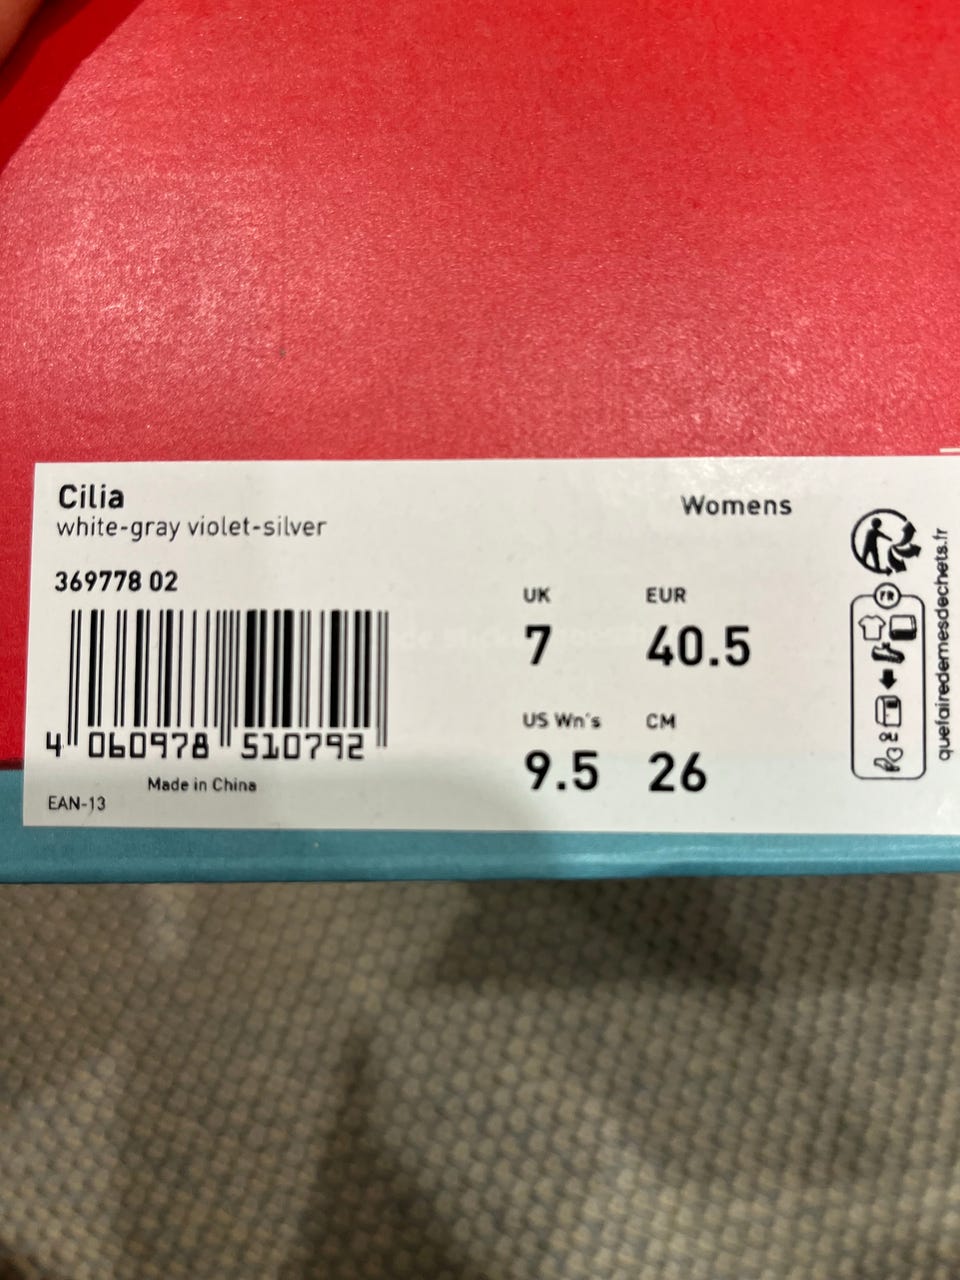 Cilia
white-gray violet-silver
Womens
369778 02
UK
EUR
7
40.5
US Wn's
CM
9.5
26
4 060978 510792
Made in China
EAN-13
FR
&
quefairedemesdechets.fr